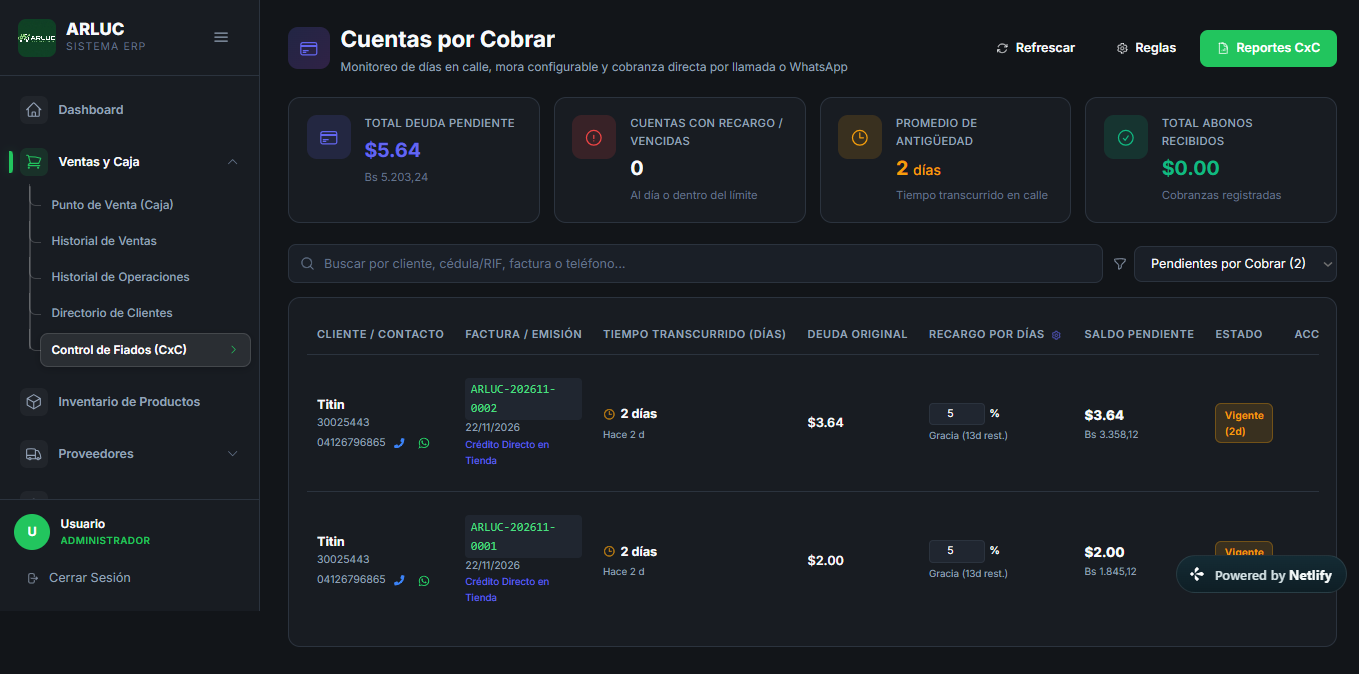 ARLUC
ARLUC
SISTEMA ERP
Dashboard
Ventas y Caja
Punto de Venta (Caja)
Historial de Ventas
Historial de Operaciones
Directorio de Clientes
Control de Fiados (CxC)
Inventario de Productos
Proveedores
U
Usuario
ADMINISTRADOR
Cerrar Sesión
Cuentas por Cobrar
Monitoreo de días en calle, mora configurable y cobranza directa por llamada o WhatsApp
Refrescar
Reglas
Reportes CxC
TOTAL DEUDA PENDIENTE
$5.64
Bs 5.203,24
CUENTAS CON RECARGO /
VENCIDAS
0
Al día o dentro del límite
PROMEDIO DE
ANTIGÜEDAD
2 días
Tiempo transcurrido en calle
TOTAL ABONOS
RECIBIDOS
$0.00
Cobranzas registradas
Buscar por cliente, cédula/RIF, factura o teléfono...
Pendientes por Cobrar (2)
CLIENTE / CONTACTO FACTURA / EMISIÓN TIEMPO TRANSCURRIDO (DÍAS) DEUDA ORIGINAL RECARGO POR DÍAS SALDO PENDIENTE ESTADO ACC
Titin
30025443
04126796865
ARLUC-202611-
0002
22/11/2026
Crédito Directo en
Tienda
2 días
Hace 2 d
$3.64
5 %
Gracia (13d rest.)
$3.64
Bs 3.358,12
Vigente
(2d)
Titin
30025443
04126796865
ARLUC-202611-
0001
22/11/2026
Crédito Directo en
Tienda
2 días
Hace 2 d
$2.00
5 %
Gracia (13d rest.)
$2.00
Bs 1.845,12
Vigente
Powered by Netlify